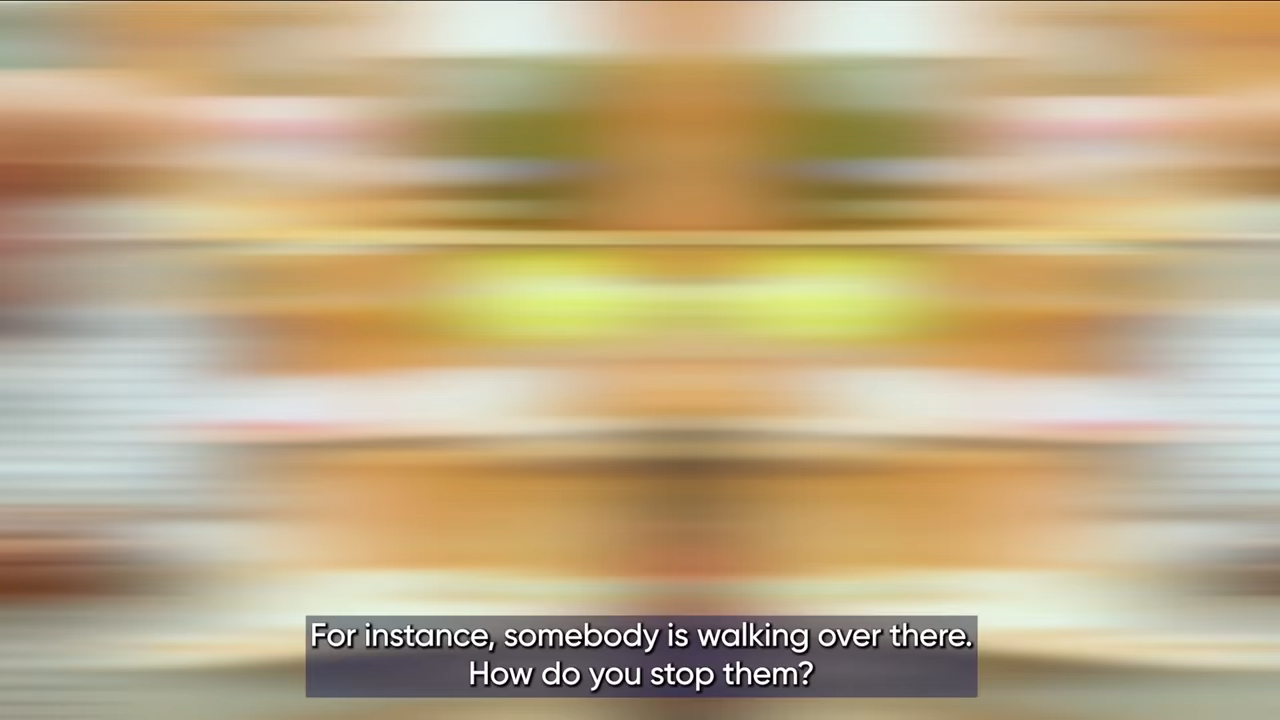 For instance, somebody is walking over there.
How do you stop them?